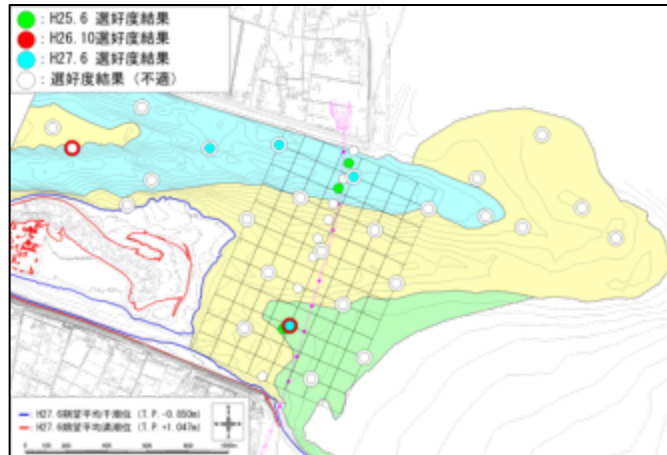 : H25.6 選好度結果
: H26.10選好度結果
: H27.6 選好度結果
: 選好度結果（不適）
H27.6朔望平均干潮位（T.P.-0.850m）
H27.6朔望平均満潮位（T.P.+1.047m）